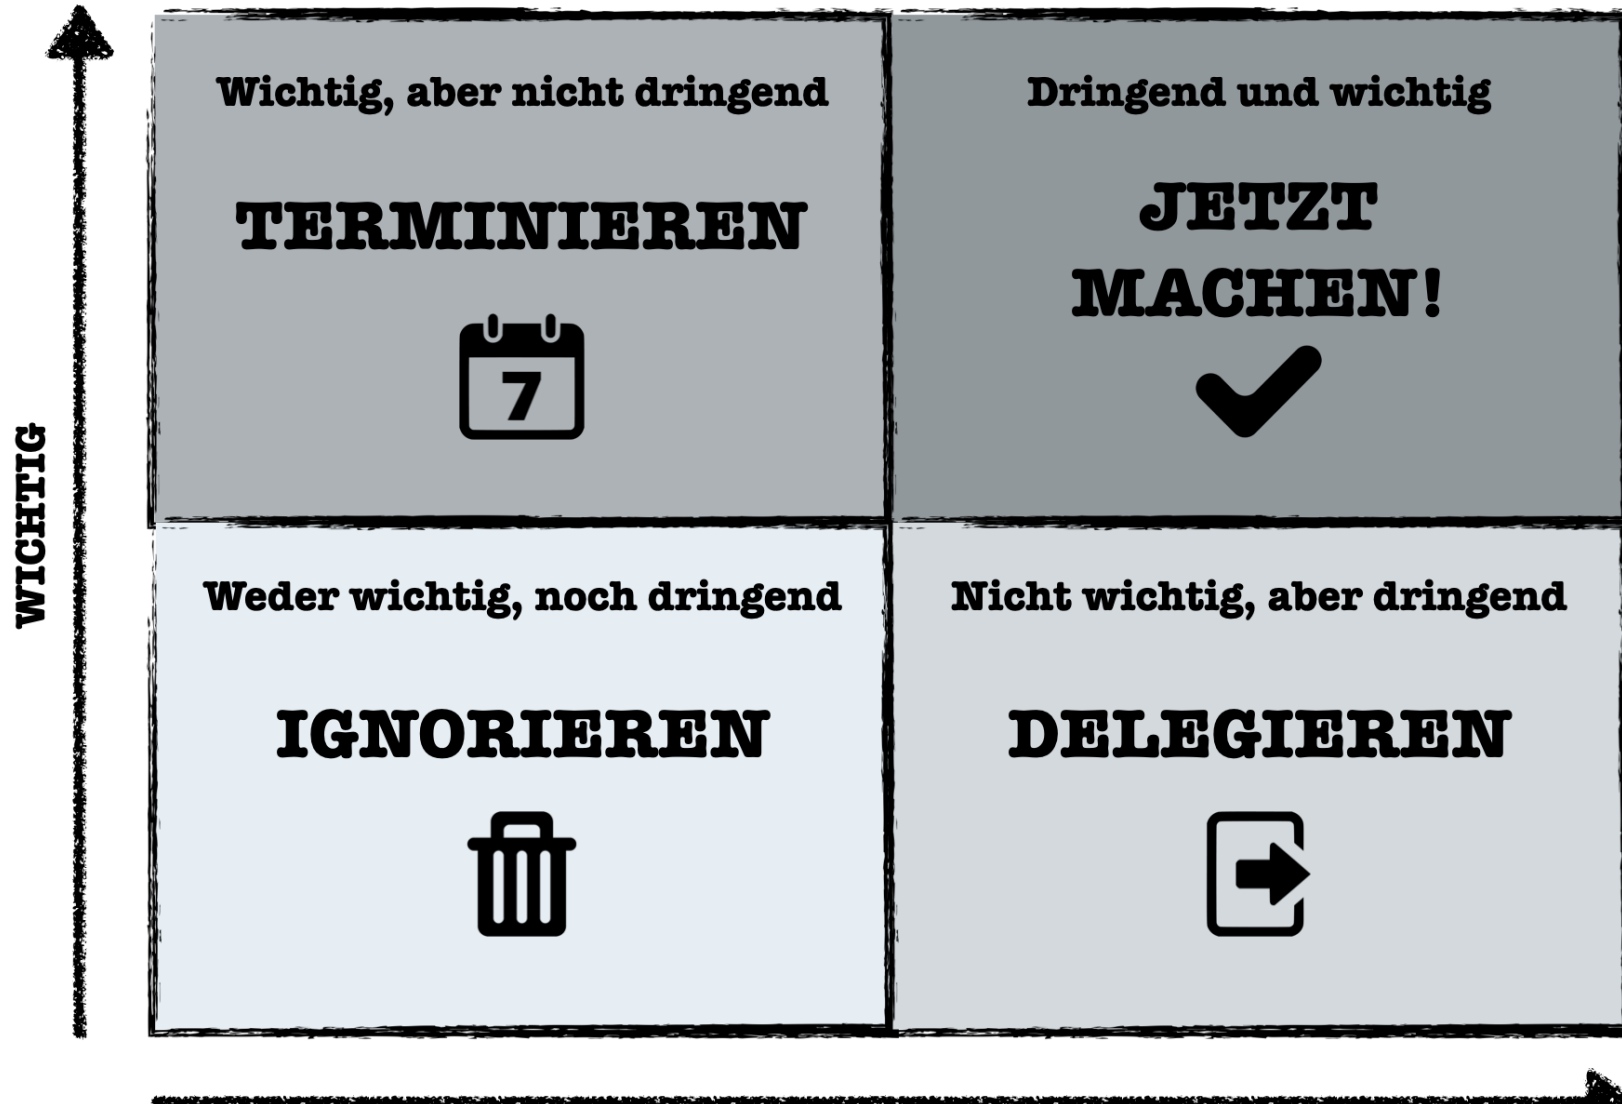 Wichtig, aber nicht dringend
TERMINIEREN
7
Dringend und wichtig
JETZT
MACHEN!
WICHTIG
Weder wichtig, noch dringend
IGNORIEREN
Nicht wichtig, aber dringend
DELEGIEREN